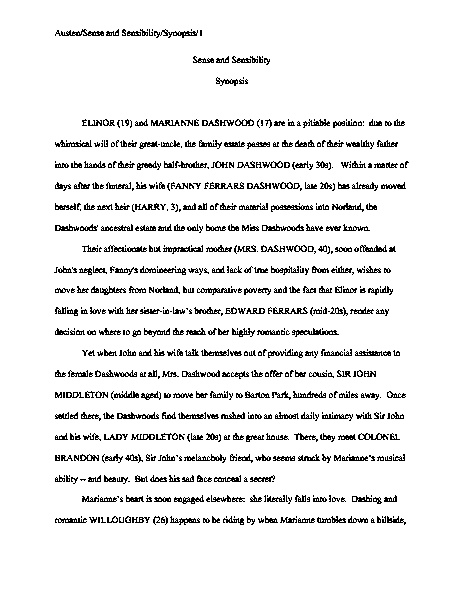 Austen/Sense and Sensibility/Synopsis/1
Sense and Sensibility
Synopsis
ELINOR (19) and MARIANNE DASHWOOD (17) are in a pitiable position:  due to the
whimsical will of their great-uncle, the family estate passes at the death of their wealthy father
into the hands of their greedy half-brother, JOHN DASHWOOD (early 30s).   Within a matter of
days after the funeral, his wife (FANNY FERRARS DASHWOOD, late 20s) has already moved
herself, the next heir (HARRY, 3), and all of their material possessions into Norland, the
Dashwoods' ancestral estate and the only home the Miss Dashwoods have ever known.
Their affectionate but impractical mother (MRS. DASHWOOD, 40), soon offended at
John's neglect, Fanny's domineering ways, and lack of true hospitality from either, wishes to
move her daughters from Norland, but comparative poverty and the fact that Elinor is rapidly
falling in love with her sister-in-law's brother, EDWARD FERRARS (mid-20s), render any
decision on where to go beyond the reach of her highly romantic speculations.
Yet when John and his wife talk themselves out of providing any financial assistance to
the female Dashwoods at all, Mrs. Dashwood accepts the offer of her cousin, SIR JOHN
MIDDLETON (middle aged) to move her family to Barton Park, hundreds of miles away.  Once
settled there, the Dashwoods find themselves rushed into an almost daily intimacy with Sir John
and his wife, LADY MIDDLETON (late 20s) at the great house.  There, they meet COLONEL
BRANDON (early 40s), Sir John's melancholy friend, who seems struck by Marianne's musical
ability -- and beauty.  But does his sad face conceal a secret?
Marianne's heart is soon engaged elsewhere:  she literally falls into love.  Dashing and
romantic WILLOUGHBY (26) happens to be riding by when Marianne tumbles down a hillside,